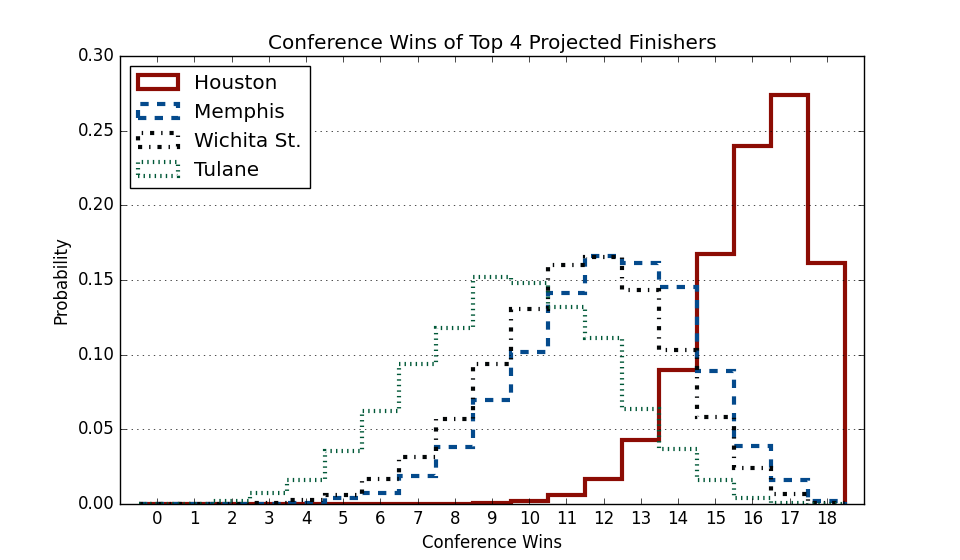 Conference Wins of Top 4 Projected Finishers
0.30
0.25
0.20
0.15
0.10
0.05
0.00
Probability
Houston
Memphis
Wichita St.
Tulane
0 1 2 3 4 5 6 7 8 9 10 11 12 13 14 15 16 17 18
Conference Wins